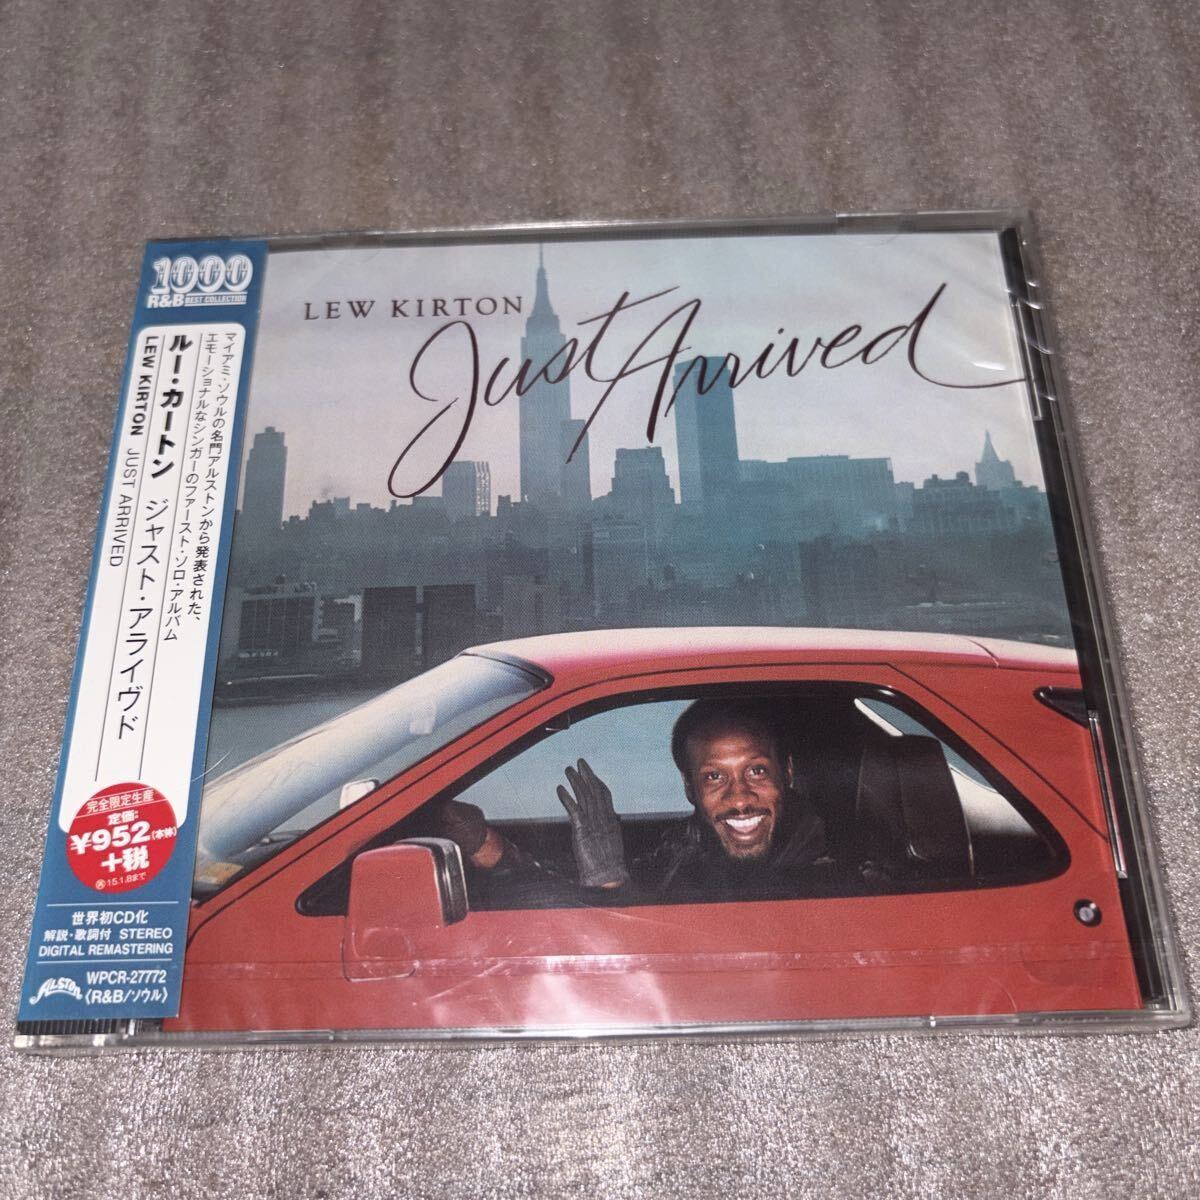 1000
R&B BEST COLLECTION
マイアミ・ソウルの名門アルストンから発表された、
エモーショナルなシンガーのファースト・ソロ・アルバム
ルー・カートン ジャスト・アライヴド
LEW KIRTON JUST ARRIVED
完全限定生産
定価:
¥952(本体)
+税
㋹15.1.8まで
世界初CD化
解説・歌詞付 STEREO
DIGITAL REMASTERING
ALSTON
WPCR-27772
〈R&B/ソウル〉
LEW KIRTON
Just Arrived